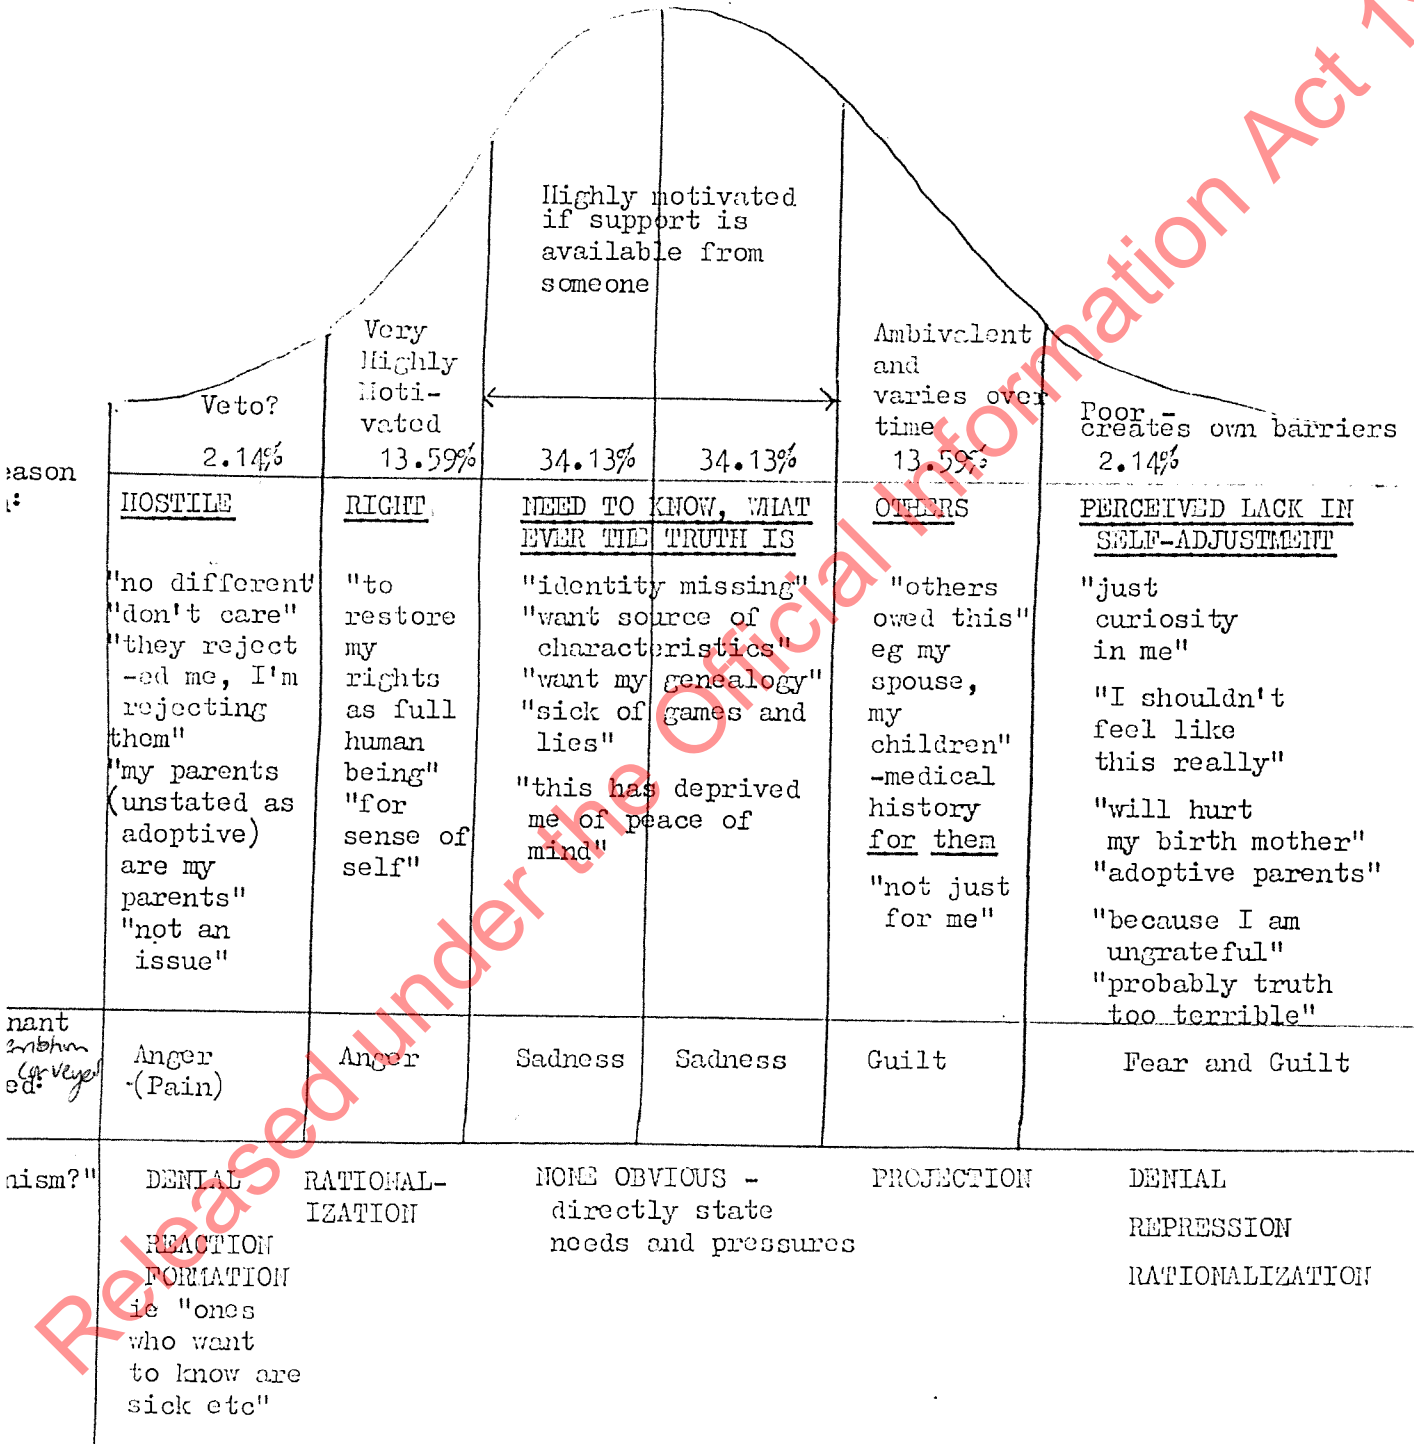 Highly motivated
if support is
available from
someone
Very
Highly
Moti-
vated
Ambivalent
and
varies over
time
Veto?
Poor -
creates own barriers
2.14%
13.59%
34.13%
34.13%
13.59%
2.14%
eason
:
HOSTILE
"no different"
"don't care"
"they reject
-ed me, I'm
rejecting
them"
"my parents
(unstated as
adoptive)
are my
parents"
"not an
issue"
RIGHT
"to
restore
my
rights
as full
human
being"
"for
sense of
self"
NEED TO KNOW, WHAT
EVER THE TRUTH IS
"identity missing"
"want source of
characteristics"
"want my genealogy"
"sick of games and
lies"
"this has deprived
me of peace of
mind"
OTHERS
"others
owed this"
eg my
spouse,
my
children"
-medical
history
for them
"not just
for me"
PERCEIVED LACK IN
SELF-ADJUSTMENT
"just
curiosity
in me"
"I shouldn't
feel like
this really"
"will hurt
my birth mother"
"adoptive parents"
"because I am
ungrateful"
"probably truth
too terrible"
nant
ed:
Anger
-(Pain)
Anger
Sadness
Sadness
Guilt
Fear and Guilt
nism?"
DENIAL
REACTION
FORMATION
ie "ones
who want
to know are
sick etc"
RATIONAL-
IZATION
NONE OBVIOUS -
directly state
needs and pressures
PROJECTION
DENIAL
REPRESSION
RATIONALIZATION
Released under the Official Information Act 1